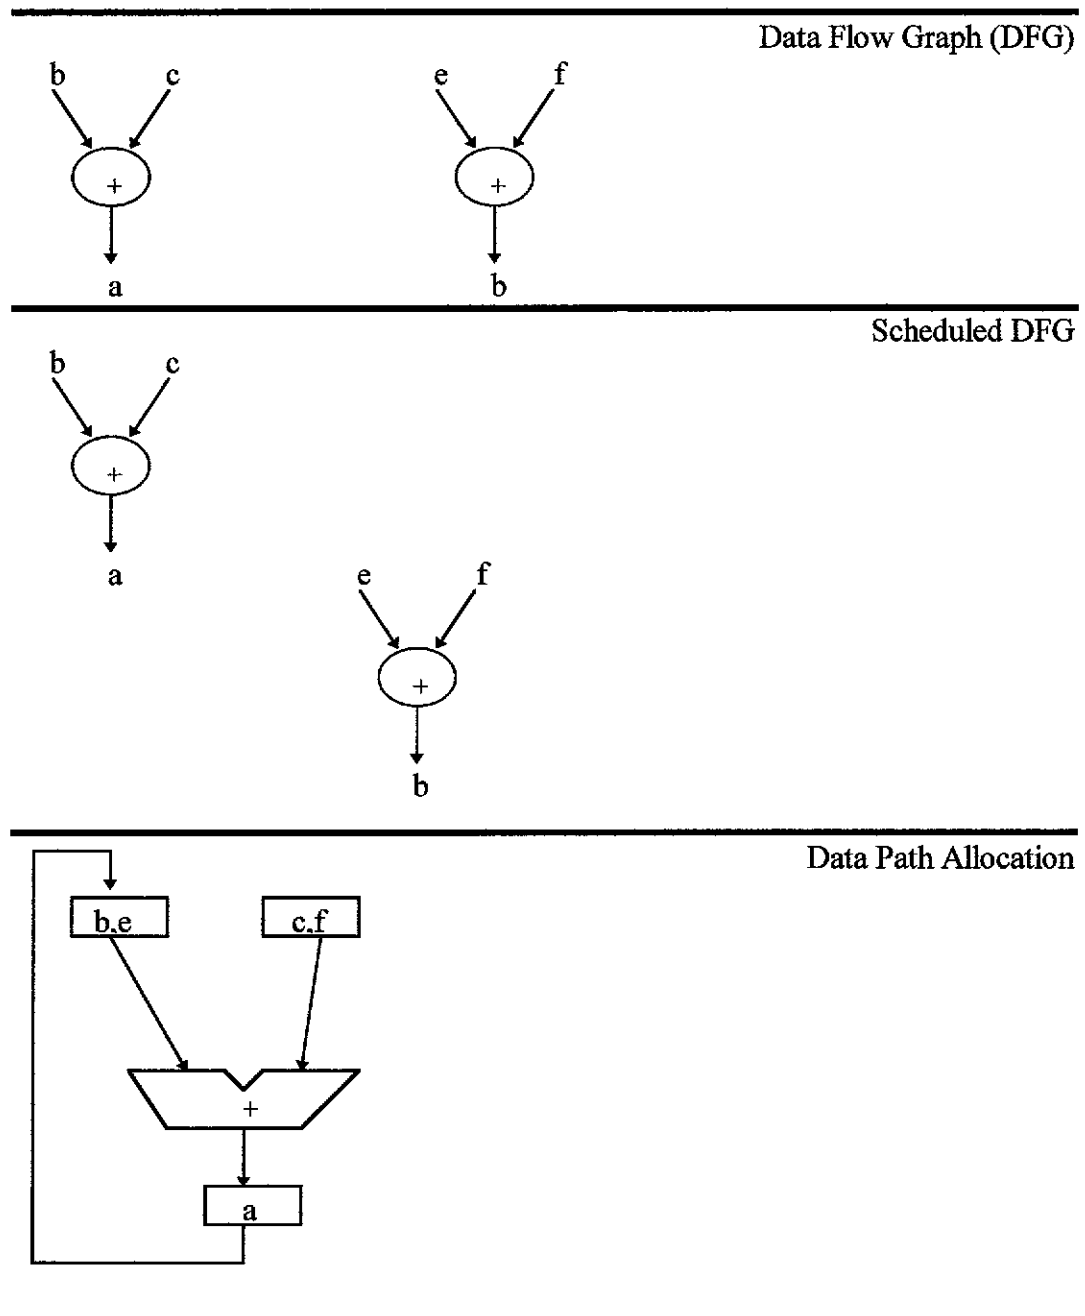 Data Flow Graph (DFG)
b c e f
+ +
a b
Scheduled DFG
b c
+
a
e f
+
b
Data Path Allocation
b,e c,f
+
a